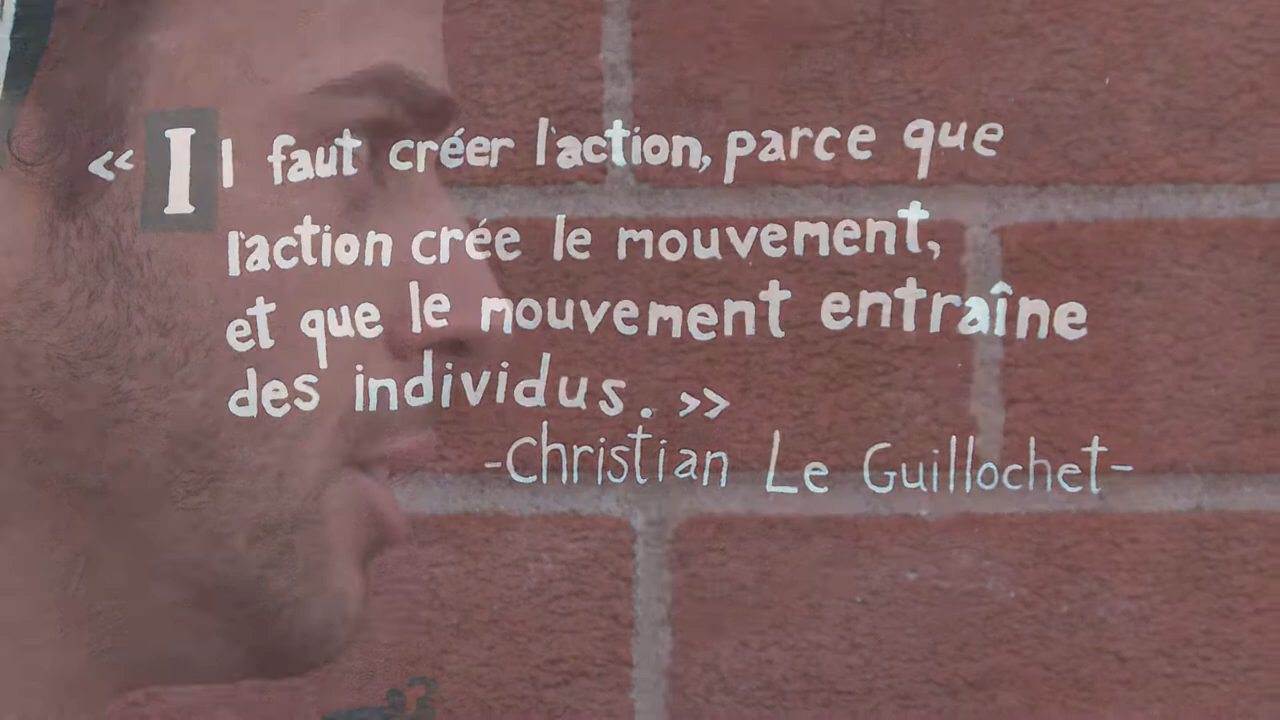 « Il faut créer l'action, parce que
l'action crée le mouvement,
et que le mouvement entraîne
des individus. »
-Christian Le Guillochet-